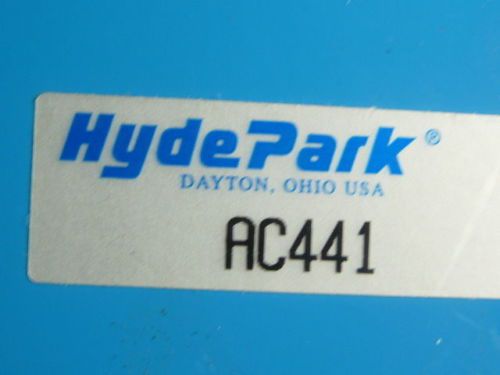 HydePark®
DAYTON, OHIO USA
AC441